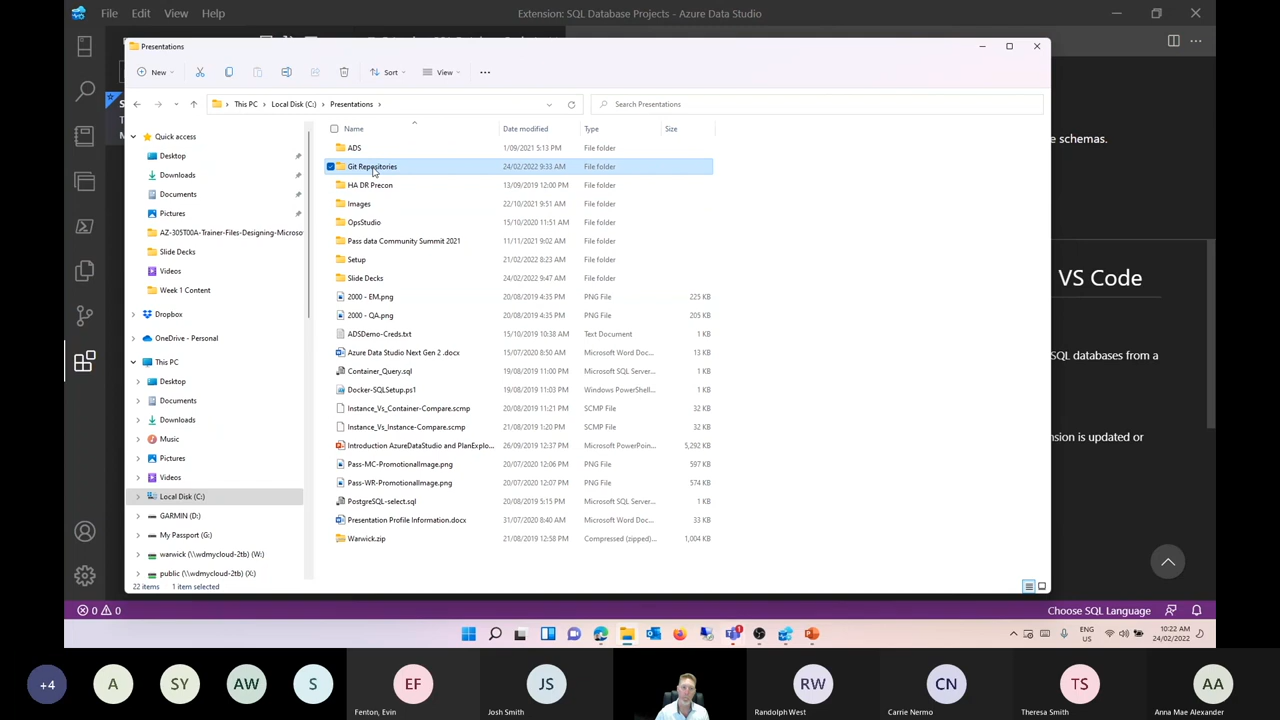 File Edit View Help
Extension: SQL Database Projects - Azure Data Studio
Presentations
New
Sort
View
This PC > Local Disk (C:) > Presentations >
Search Presentations
Name
Date modified
Type
Size
Quick access
Desktop
Downloads
Documents
Pictures
AZ-305T00A-Trainer-Files-Designing-Microso
Slide Decks
Videos
Week 1 Content
Dropbox
OneDrive - Personal
This PC
Desktop
Documents
Downloads
Music
Pictures
Videos
Local Disk (C:)
GARMIN (D:)
My Passport (G:)
warwick (\\wdmycloud-2tb) (W:)
public (\\wdmycloud-2tb) (X:)
ADS 1/09/2021 5:13 PM File folder
Git Repositories 24/02/2022 9:33 AM File folder
HA DR Precon 13/09/2019 12:00 PM File folder
Images 22/10/2021 9:51 AM File folder
OpsStudio 15/10/2020 11:51 AM File folder
Pass data Community Summit 2021 11/11/2021 9:02 AM File folder
Setup 21/02/2022 8:23 AM File folder
Slide Decks 24/02/2022 9:47 AM File folder
2000 - EM.png 20/08/2019 4:35 PM PNG File 225 KB
2000 - QA.png 20/08/2019 4:35 PM PNG File 205 KB
ADSDemo-Creds.txt 15/10/2019 10:38 AM Text Document 1 KB
Azure Data Studio Next Gen 2 .docx 15/07/2020 8:50 AM Microsoft Word Doc... 13 KB
Container_Query.sql 19/08/2019 11:00 PM Microsoft SQL Server... 1 KB
Docker-SQLSetup.ps1 19/08/2019 11:03 PM Windows PowerShell... 1 KB
Instance_Vs_Container-Compare.scmp 20/08/2019 11:21 PM SCMP File 32 KB
Instance_Vs_Instance-Compare.scmp 21/08/2019 1:20 PM SCMP File 32 KB
Introduction AzureDataStudio and PlanExplo... 26/09/2019 12:37 PM Microsoft PowerPoin... 5,292 KB
Pass-MC-PromotionalImage.png 20/07/2020 12:06 PM PNG File 597 KB
Pass-WR-PromotionalImage.png 20/07/2020 12:07 PM PNG File 574 KB
PostgreSQL-select.sql 20/08/2019 5:15 PM Microsoft SQL Server... 1 KB
Presentation Profile Information.docx 31/07/2020 8:40 AM Microsoft Word Doc... 33 KB
Warwick.zip 21/08/2019 12:58 PM Compressed (zipped)... 1,004 KB
22 items 1 item selected
e schemas.
VS Code
SQL databases from a
nsion is updated or
0 0
Choose SQL Language
1
ENG
US
10:22 AM
24/02/2022
+4
A
SY
AW
S
EF
Fenton, Evin
JS
Josh Smith
RW
Randolph West
CN
Carrie Nermo
TS
Theresa Smith
AA
Anna Mae Alexander